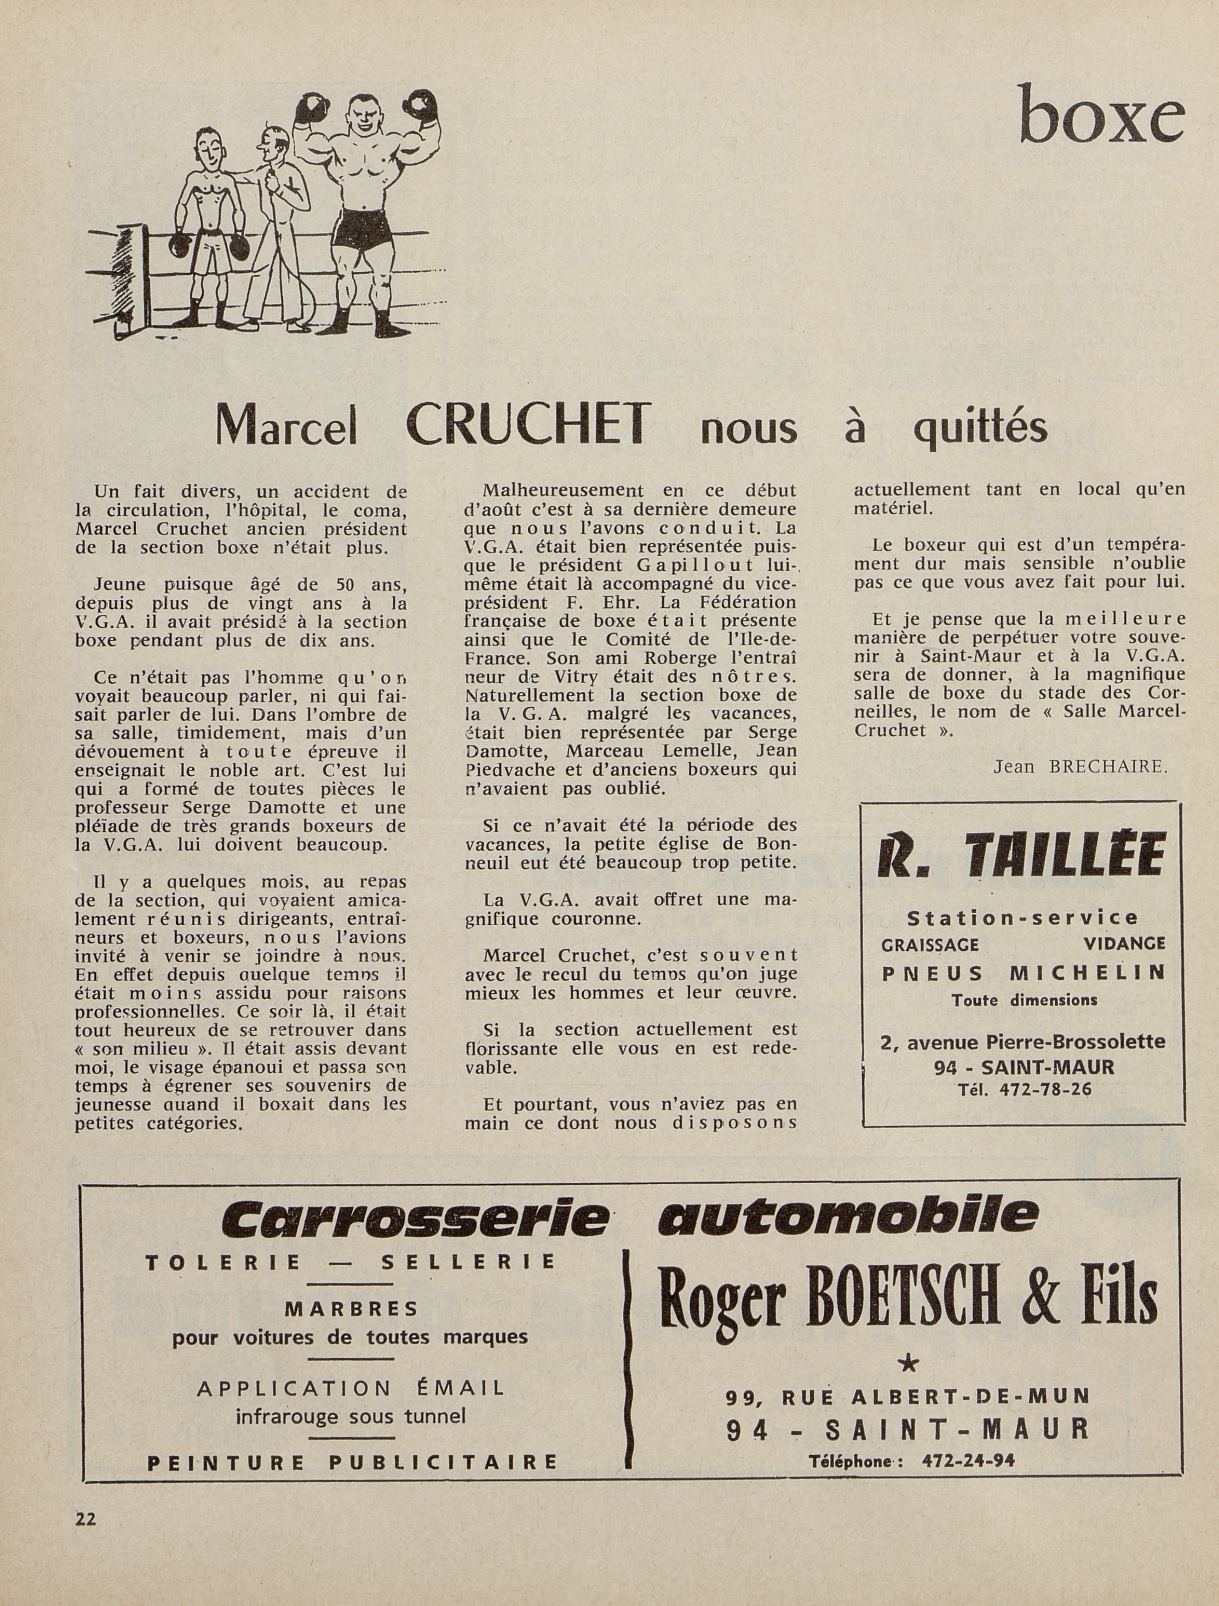 boxe
Marcel CRUCHET nous à quittés
Un fait divers, un accident de
la circulation, l'hôpital, le coma,
Marcel Cruchet ancien président
de la section boxe n'était plus.
Jeune puisque âgé de 50 ans,
depuis plus de vingt ans à la
V.G.A. il avait présidé à la section
boxe pendant plus de dix ans.
Ce n'était pas l'homme qu'on
voyait beaucoup parler, ni qui fai-
sait parler de lui. Dans l'ombre de
sa salle, timidement, mais d'un
dévouement à toute épreuve il
enseignait le noble art. C'est lui
qui a formé de toutes pièces le
professeur Serge Damotte et une
pléïade de très grands boxeurs de
la V.G.A. lui doivent beaucoup.
Il y a quelques mois, au repas
de la section, qui voyaient amica-
lement réunis dirigeants, entraî-
neurs et boxeurs, nous l'avions
invité à venir se joindre à nous.
En effet depuis quelque temps il
était moins assidu pour raisons
professionnelles. Ce soir là, il était
tout heureux de se retrouver dans
« son milieu ». Il était assis devant
moi, le visage épanoui et passa son
temps à égrener ses souvenirs de
jeunesse quand il boxait dans les
petites catégories.
Malheureusement en ce début
d'août c'est à sa dernière demeure
que nous l'avons conduit. La
V.G.A. était bien représentée puis-
que le président Gapillout lui-
même était là accompagné du vice-
président F. Ehr. La Fédération
française de boxe était présente
ainsi que le Comité de l'Ile-de-
France. Son ami Roberge l'entraî
neur de Vitry était des nôtres.
Naturellement la section boxe de
la V.G.A. malgré les vacances,
était bien représentée par Serge
Damotte, Marceau Lemelle, Jean
Piedvache et d'anciens boxeurs qui
n'avaient pas oublié.
Si ce n'avait été la période des
vacances, la petite église de Bon-
neuil eut été beaucoup trop petite.
La V.G.A. avait offret une ma-
gnifique couronne.
Marcel Cruchet, c'est souvent
avec le recul du temps qu'on juge
mieux les hommes et leur œuvre.
Si la section actuellement est
florissante elle vous en est rede-
vable.
Et pourtant, vous n'aviez pas en
main ce dont nous disposons
actuellement tant en local qu'en
matériel.
Le boxeur qui est d'un tempéra-
ment dur mais sensible n'oublie
pas ce que vous avez fait pour lui.
Et je pense que la meilleure
manière de perpétuer votre souve-
nir à Saint-Maur et à la V.G.A.
sera de donner, à la magnifique
salle de boxe du stade des Cor-
neilles, le nom de « Salle Marcel-
Cruchet ».
Jean BRECHAIRE.
R. TAILLÉE
Station-service
GRAISSAGE VIDANGE
PNEUS MICHELIN
Toute dimensions
2, avenue Pierre-Brossolette
94 - SAINT-MAUR
Tél. 472-78-26
Carrosserie automobile
TOLERIE — SELLERIE
MARBRES
pour voitures de toutes marques
APPLICATION ÉMAIL
infrarouge sous tunnel
PEINTURE PUBLICITAIRE
Roger BOETSCH & Fils
99, RUE ALBERT-DE-MUN
94 - SAINT-MAUR
Téléphone : 472-24-94
22